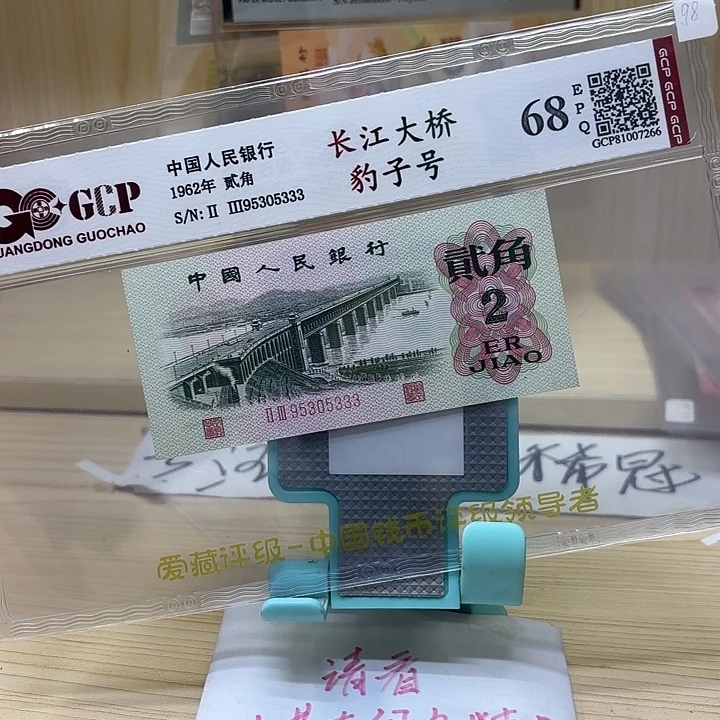 98
中国人民银行
1962年 贰角
S/N: II III95305333
长江大桥
豹子号
68
EPQ
GCP81007266
GCP GCP GCP
GCP
UANGDONG GUOCHAO
中國人民銀行
貳角
2
ER
JIAO
II III 95305333
稀冠
爱藏评级-中国钱币评级领导者
请看